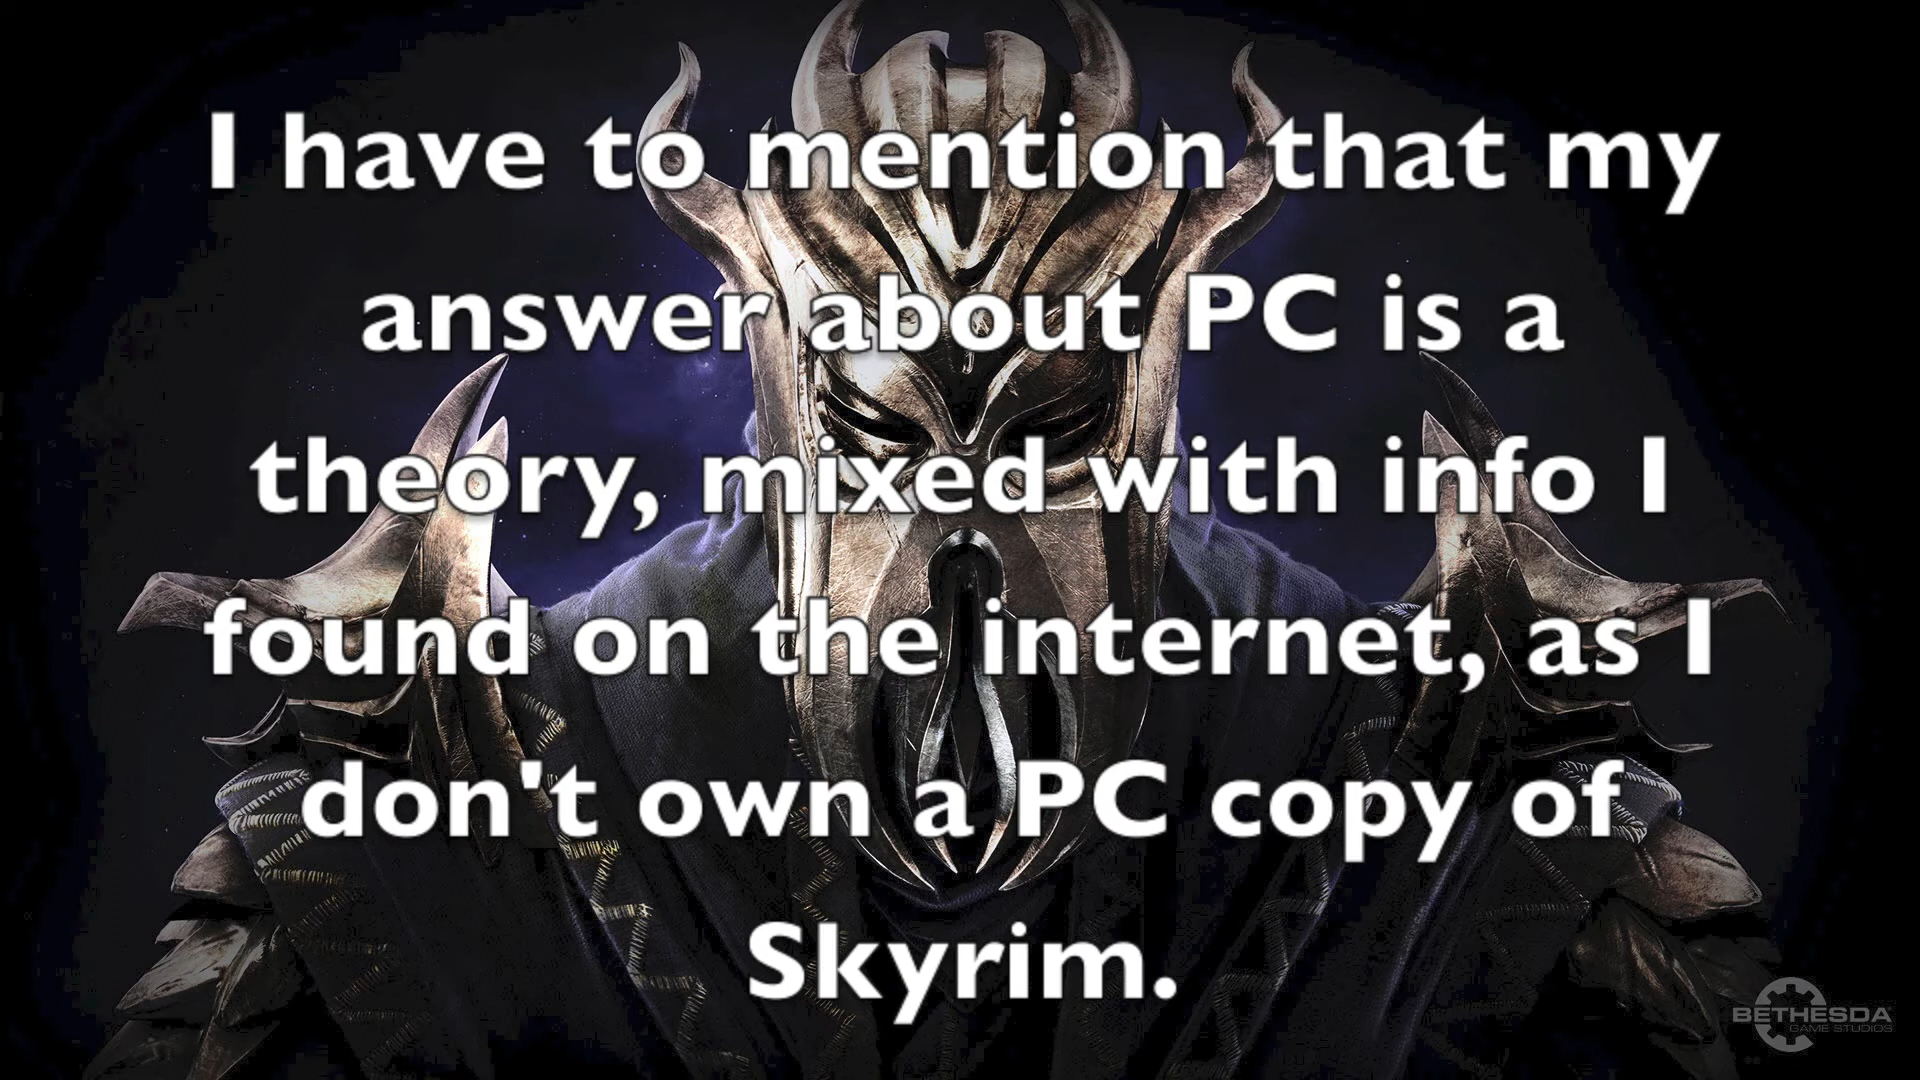 I have to mention that my
answer about PC is a
theory, mixed with info I
found on the internet, as I
don't own a PC copy of
Skyrim.
BETHESDA
GAME STUDIOS